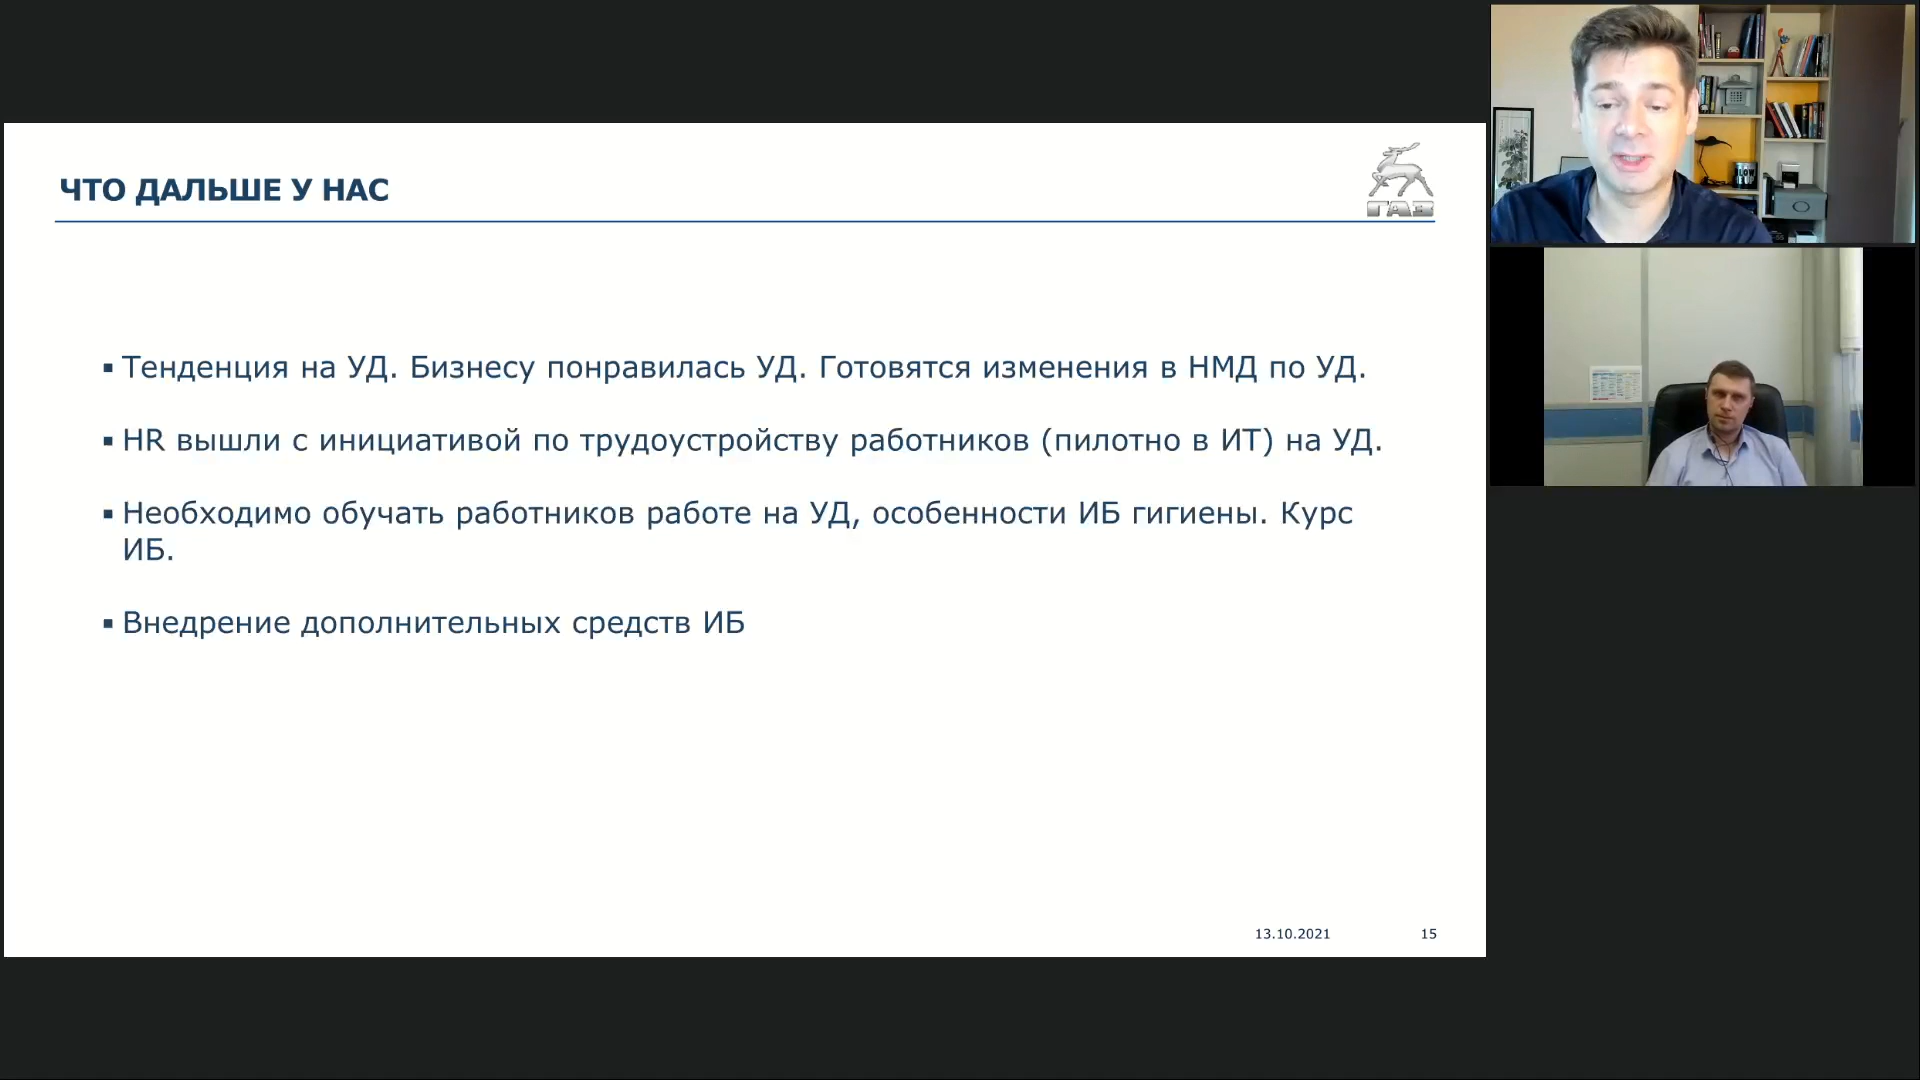 ЧТО ДАЛЬШЕ У НАС
ГАЗ
▪ Тенденция на УД. Бизнесу понравилась УД. Готовятся изменения в НМД по УД.
▪ HR вышли с инициативой по трудоустройству работников (пилотно в ИТ) на УД.
▪ Необходимо обучать работников работе на УД, особенности ИБ гигиены. Курс
ИБ.
▪ Внедрение дополнительных средств ИБ
13.10.2021 15